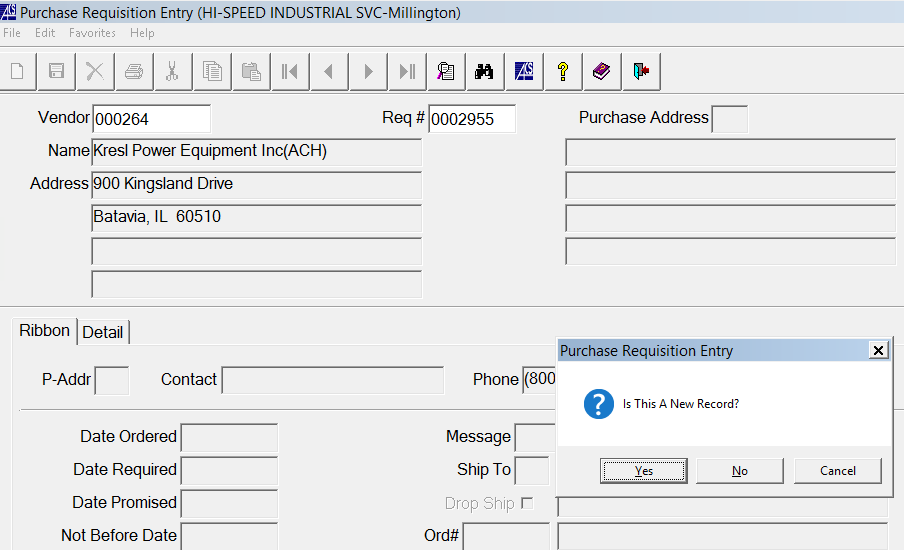 Purchase Requisition Entry (HI-SPEED INDUSTRIAL SVC-Millington)
File Edit Favorites Help
Vendor 000264 Req # 0002955 Purchase Address
Name Kresl Power Equipment Inc(ACH)
Address 900 Kingsland Drive
Batavia, IL 60510
Ribbon Detail
Purchase Requisition Entry
P-Addr Contact Phone (800
Is This A New Record?
Date Ordered Message
Date Required Ship To
Yes No Cancel
Date Promised Drop Ship
Not Before Date Ord#